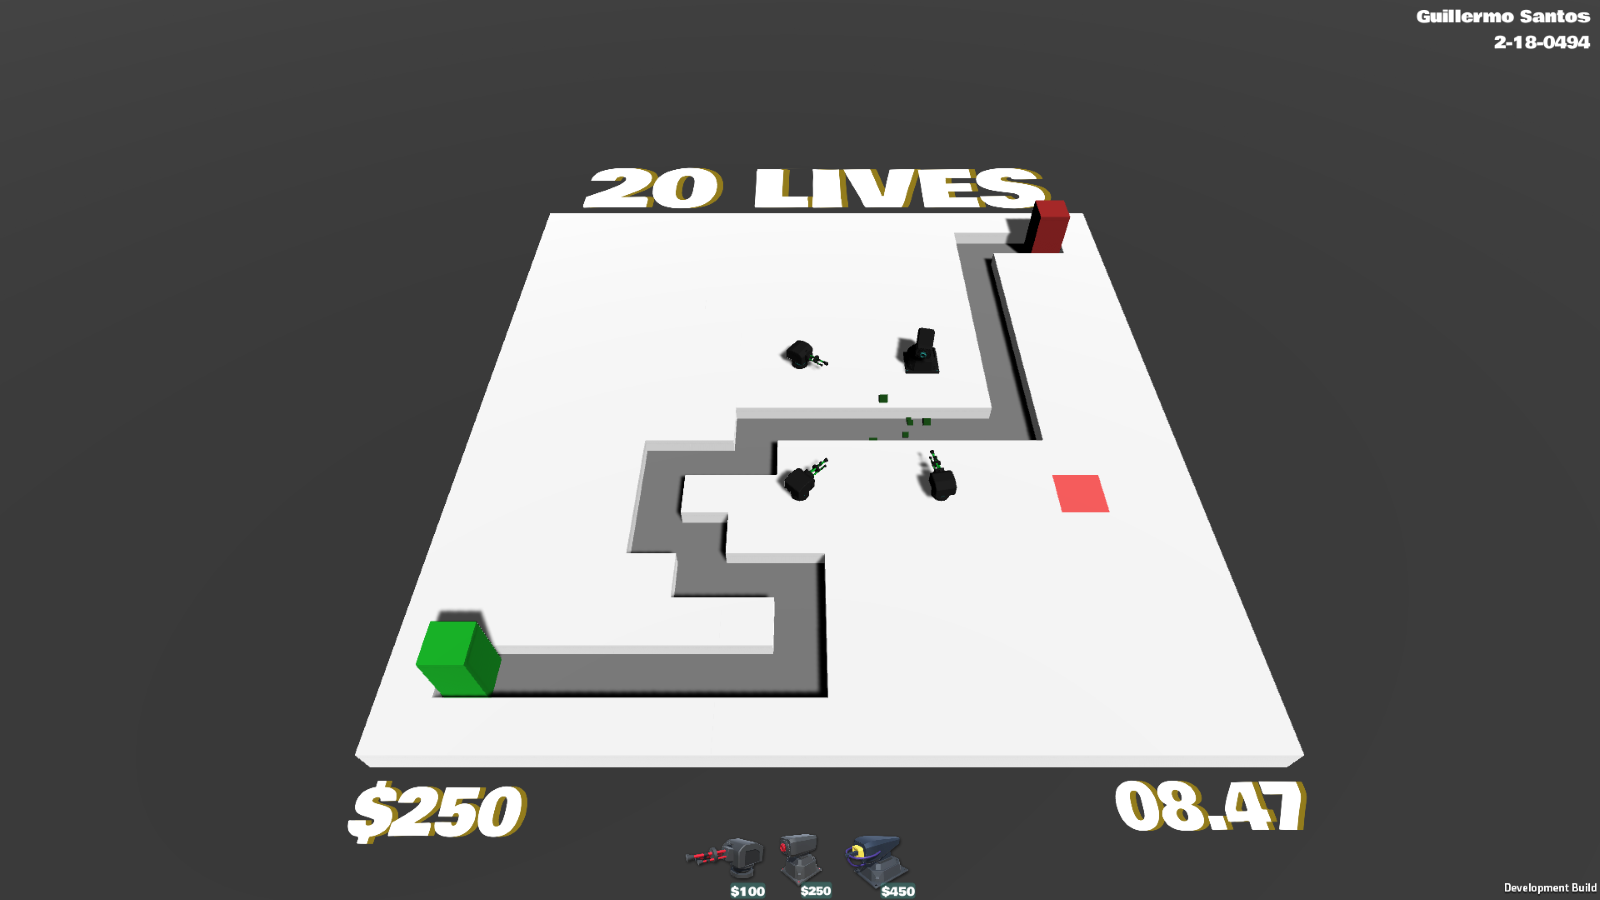 Guillermo Santos
2-18-0494
20 LIVES
$250
08.47
$100
$250
$450
Development Build